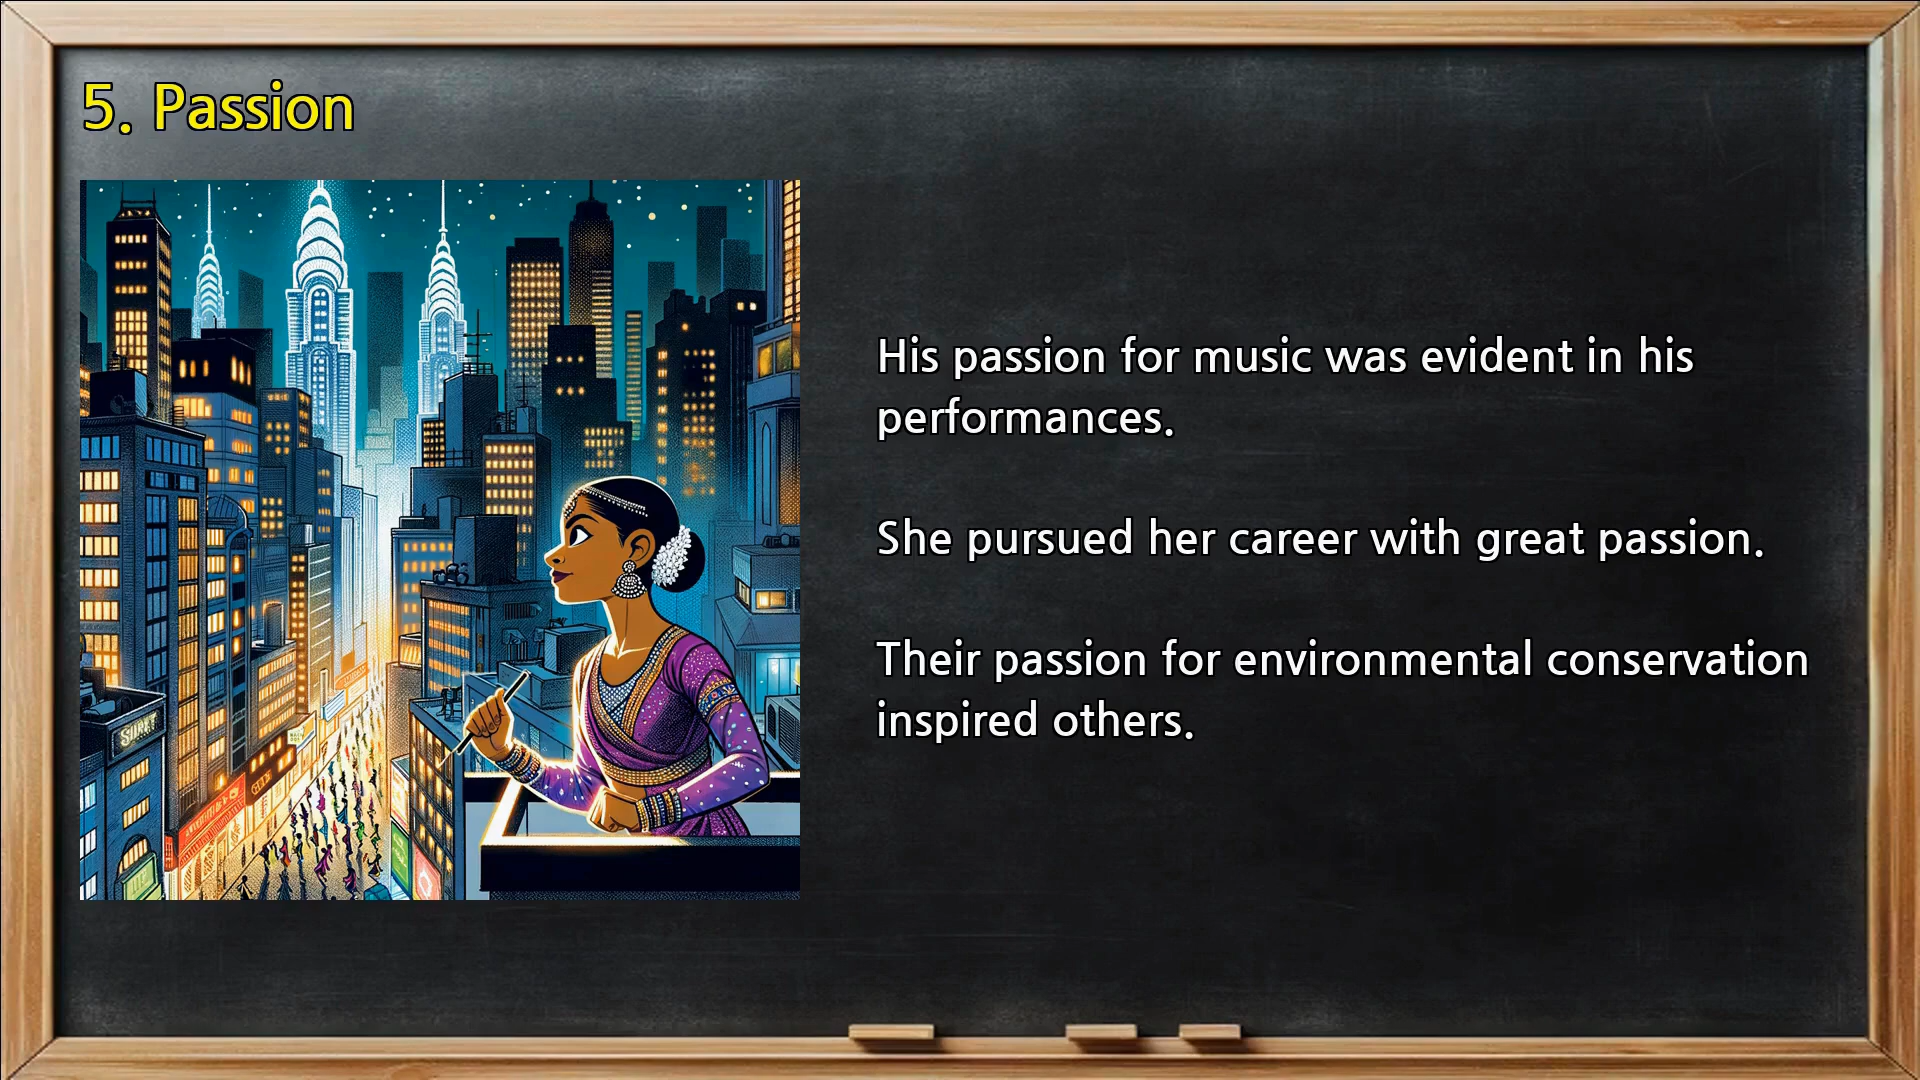 5. Passion
His passion for music was evident in his
performances.
She pursued her career with great passion.
Their passion for environmental conservation
inspired others.